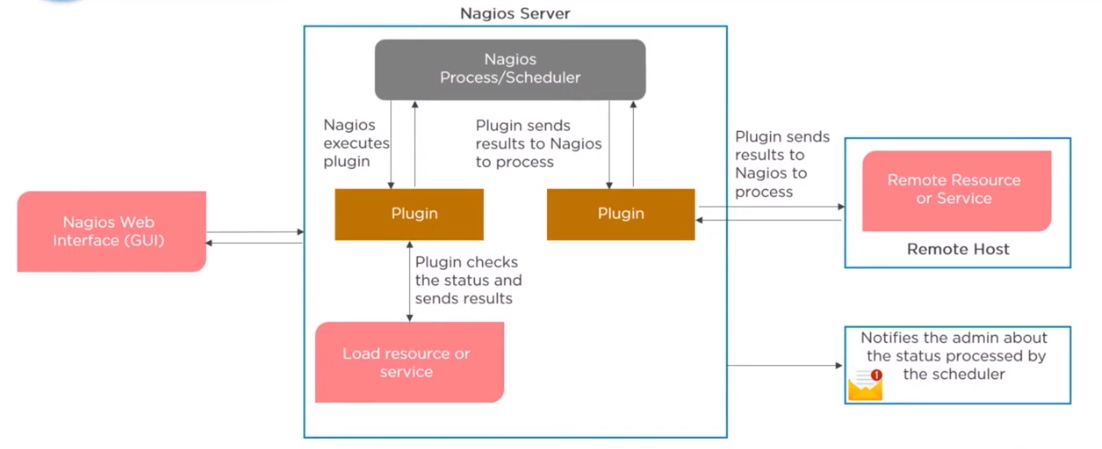 Nagios Server
Nagios
Process/Scheduler
Nagios
executes
plugin
Plugin sends
results to Nagios
to process
Plugin sends
results to
Nagios to
process
Remote Resource
or Service
Remote Host
Nagios Web
Interface (GUI)
Plugin
Plugin
Plugin checks
the status and
sends results
Load resource or
service
Notifies the admin about
the status processed by
the scheduler
1